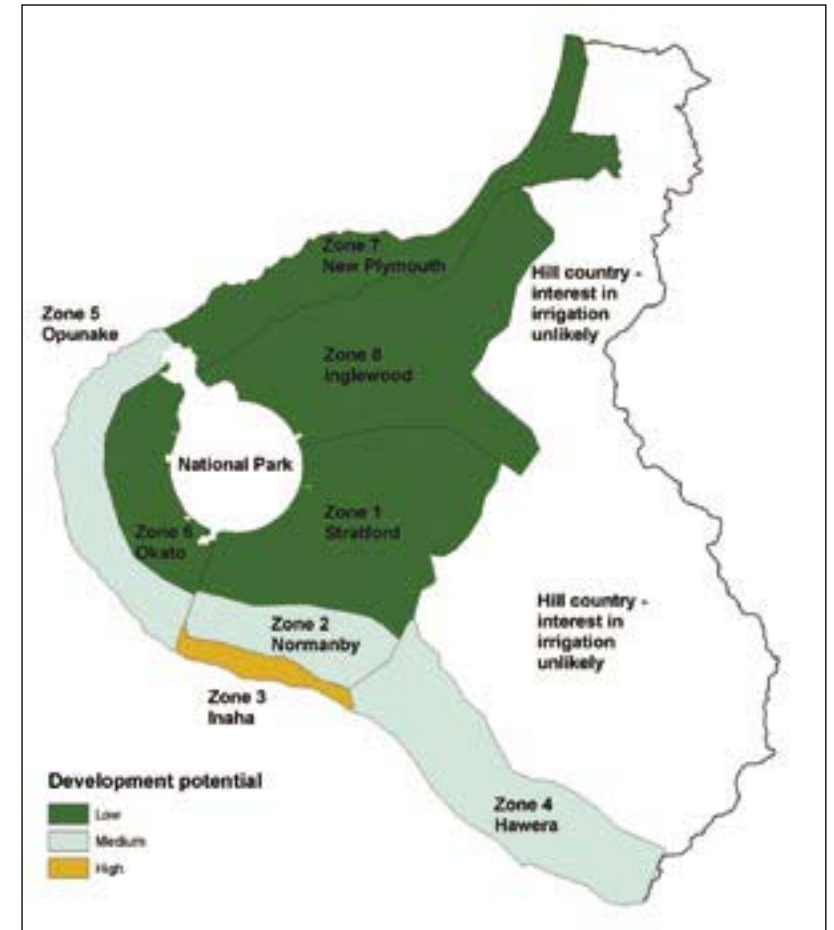 Zone 7
New Plymouth
Hill country -
interest in
irrigation
unlikely
Zone 5
Opunake
Zone 8
Inglewood
National Park
Zone 1
Stratford
Zone 6
Okato
Hill country -
interest in
irrigation
unlikely
Zone 2
Normanby
Zone 3
Inaha
Zone 4
Hawera
Development potential
Low
Medium
High